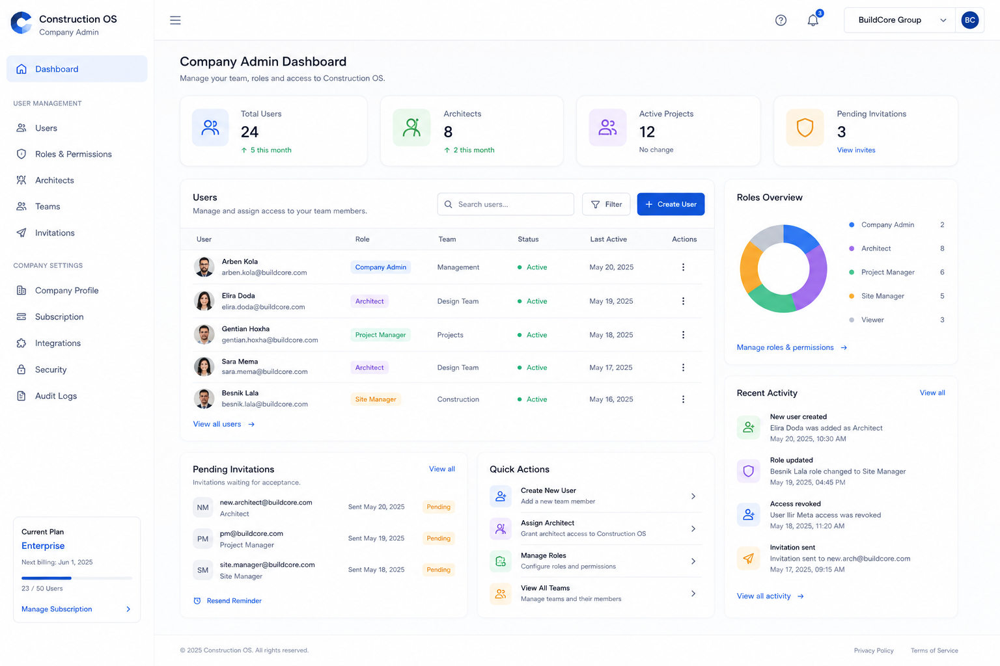 Construction OS
Company Admin
Dashboard
USER MANAGEMENT
Users
Roles & Permissions
Architects
Teams
Invitations
COMPANY SETTINGS
Company Profile
Subscription
Integrations
Security
Audit Logs
Current Plan
Enterprise
Next billing: Jun 1, 2025
23 / 50 Users
Manage Subscription
3
BuildCore Group
BC
Company Admin Dashboard
Manage your team, roles and access to Construction OS.
Total Users
24
↑ 5 this month
Architects
8
↑ 2 this month
Active Projects
12
No change
Pending Invitations
3
View invites
Users
Manage and assign access to your team members.
Search users...
Filter
+ Create User
User Role Team Status Last Active Actions
Arben Kola
arben.kola@buildcore.com
Company Admin
Management
Active
May 20, 2025
Elira Doda
elira.doda@buildcore.com
Architect
Design Team
Active
May 19, 2025
Gentian Hoxha
gentian.hoxha@buildcore.com
Project Manager
Projects
Active
May 18, 2025
Sara Mema
sara.mema@buildcore.com
Architect
Design Team
Active
May 17, 2025
Besnik Lala
besnik.lala@buildcore.com
Site Manager
Construction
Active
May 16, 2025
View all users →
Roles Overview
Company Admin 2
Architect 8
Project Manager 6
Site Manager 5
Viewer 3
Manage roles & permissions →
Pending Invitations
View all
Invitations waiting for acceptance.
NM
new.architect@buildcore.com
Architect
Sent May 20, 2025
Pending
PM
pm@buildcore.com
Project Manager
Sent May 19, 2025
Pending
SM
site.manager@buildcore.com
Site Manager
Sent May 18, 2025
Pending
Resend Reminder
Quick Actions
Create New User
Add a new team member
Assign Architect
Grant architect access to Construction OS
Manage Roles
Configure roles and permissions
View All Teams
Manage teams and their members
Recent Activity
View all
New user created
Elira Doda was added as Architect
May 20, 2025, 10:30 AM
Role updated
Besnik Lala role changed to Site Manager
May 19, 2025, 04:45 PM
Access revoked
User Ilir Meta access was revoked
May 18, 2025, 11:20 AM
Invitation sent
Invitation sent to new.arch@buildcore.com
May 17, 2025, 09:15 AM
View all activity →
© 2025 Construction OS. All rights reserved.
Privacy Policy
Terms of Service